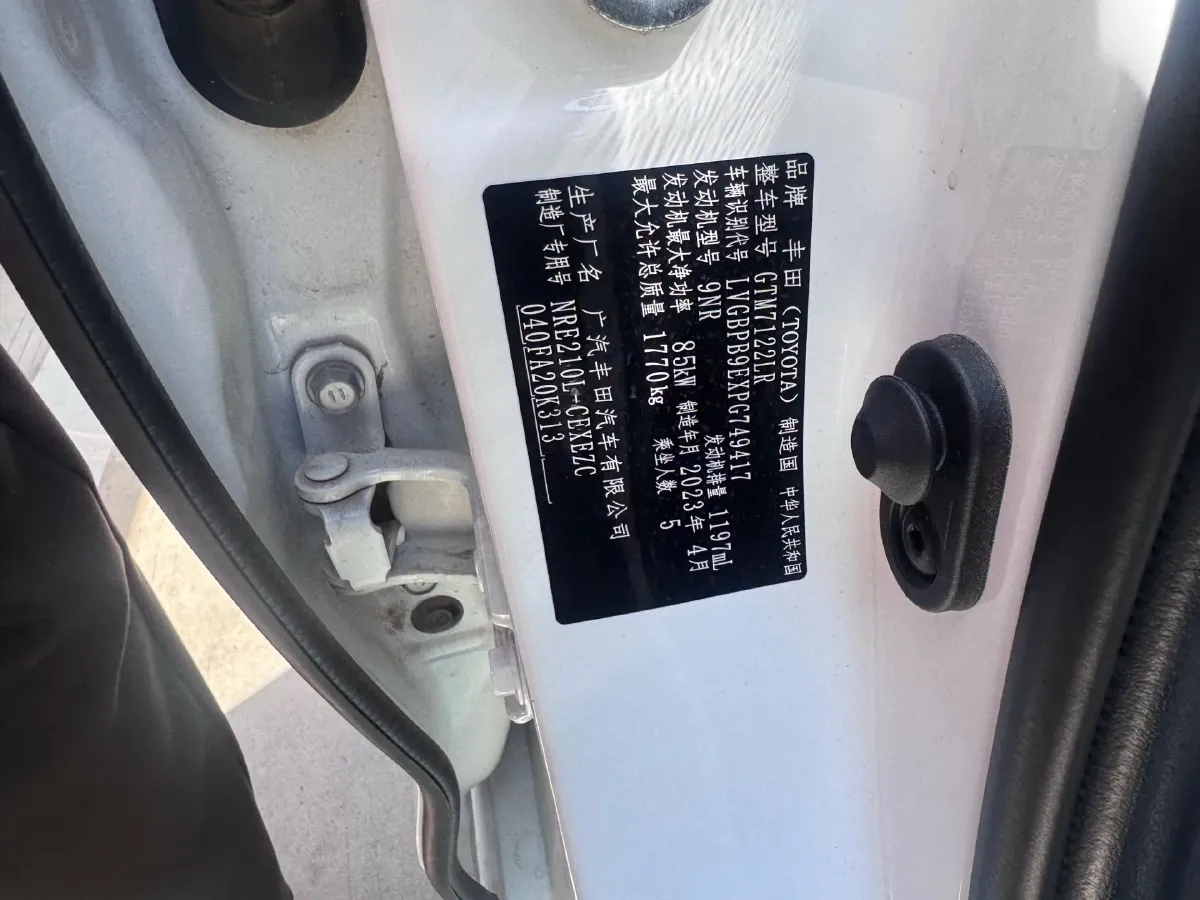 品牌 丰田 (TOYOTA) 制造国 中华人民共和国
整车型号 GTM7122LR
车辆识别代号 LVGBPB9EXPG749417
发动机型号 9NR 发动机排量 1197mL
发动机最大净功率 85kW 制造年月 2023年 4月
最大允许总质量 1770kg 乘坐人数 5
生产厂名 广汽丰田汽车有限公司
制造厂专用号 NRE210L-CEXEZC
040FA20K313